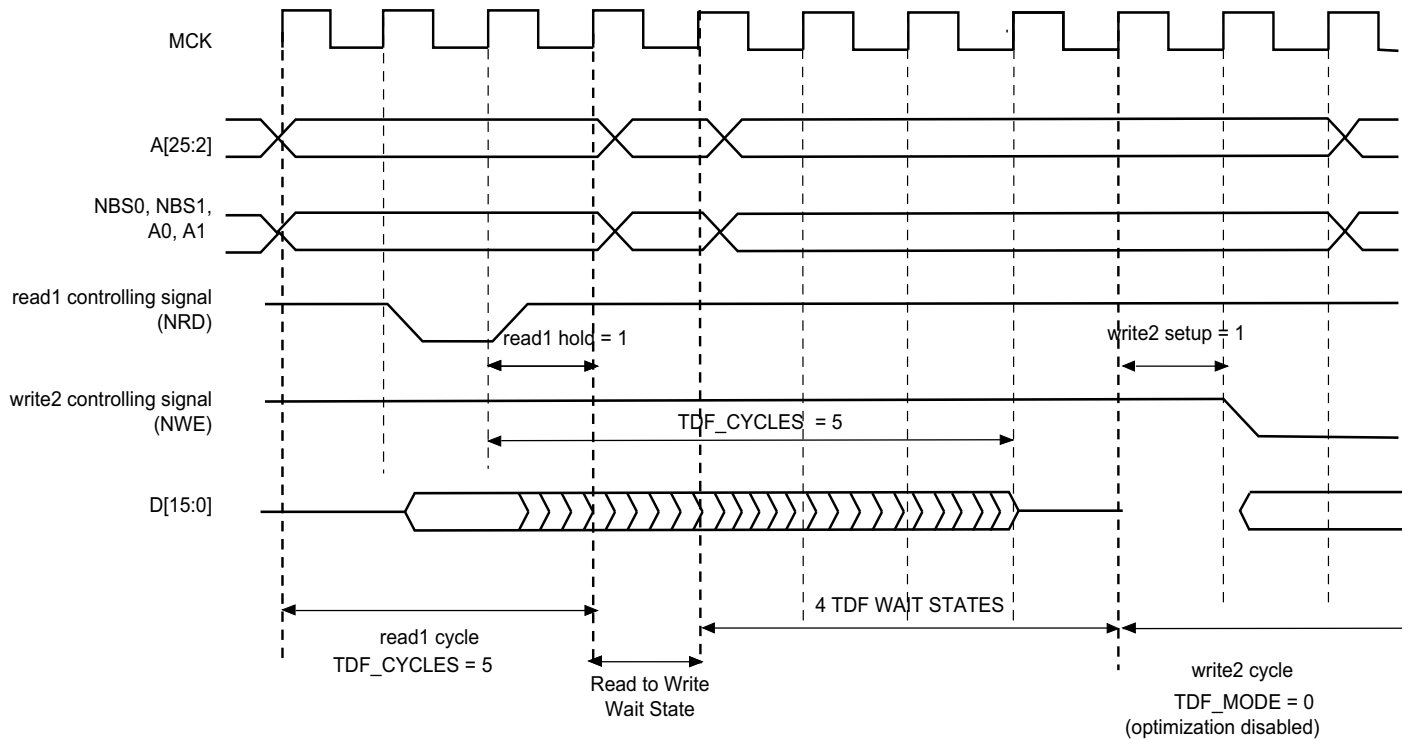 MCK
A[25:2]
NBS0, NBS1,
A0, A1
read1 controlling signal
(NRD)
read1 hold = 1
write2 setup = 1
write2 controlling signal
(NWE)
TDF_CYCLES = 5
D[15:0]
4 TDF WAIT STATES
read1 cycle
TDF_CYCLES = 5
Read to Write
Wait State
write2 cycle
TDF_MODE = 0
(optimization disabled)